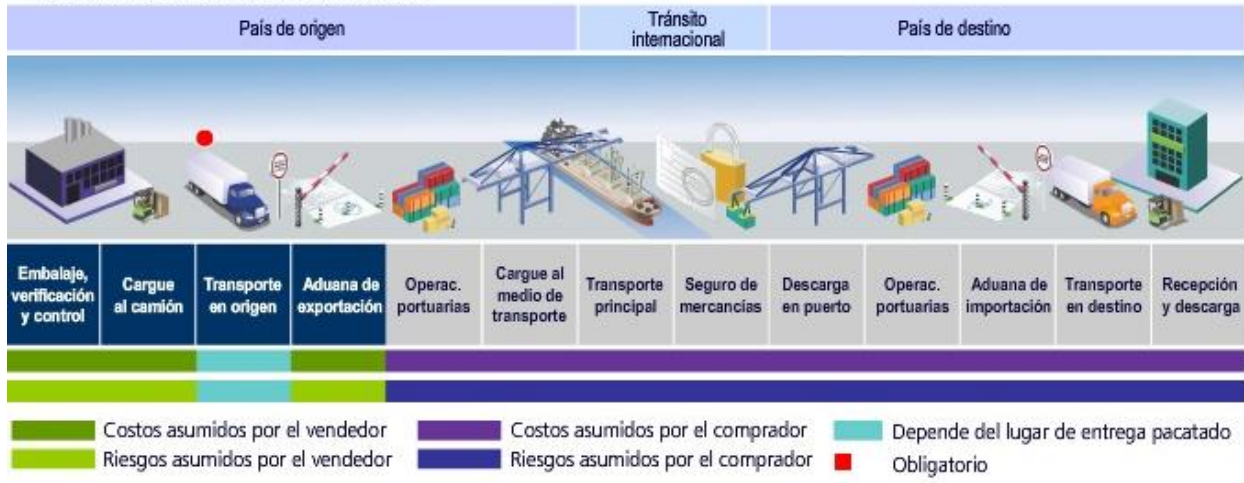 País de origen
Tránsito
internacional
País de destino
Embalaje,
verificación
y control
Cargue
al camión
Transporte
en origen
Aduana de
exportación
Operac.
portuarias
Cargue al
medio de
transporte
Transporte
principal
Seguro de
mercancías
Descarga
en puerto
Operac.
portuarias
Aduana de
importación
Transporte
en destino
Recepción
y descarga
Costos asumidos por el vendedor
Riesgos asumidos por el vendedor
Costos asumidos por el comprador
Riesgos asumidos por el comprador
Depende del lugar de entrega pacatado
Obligatorio